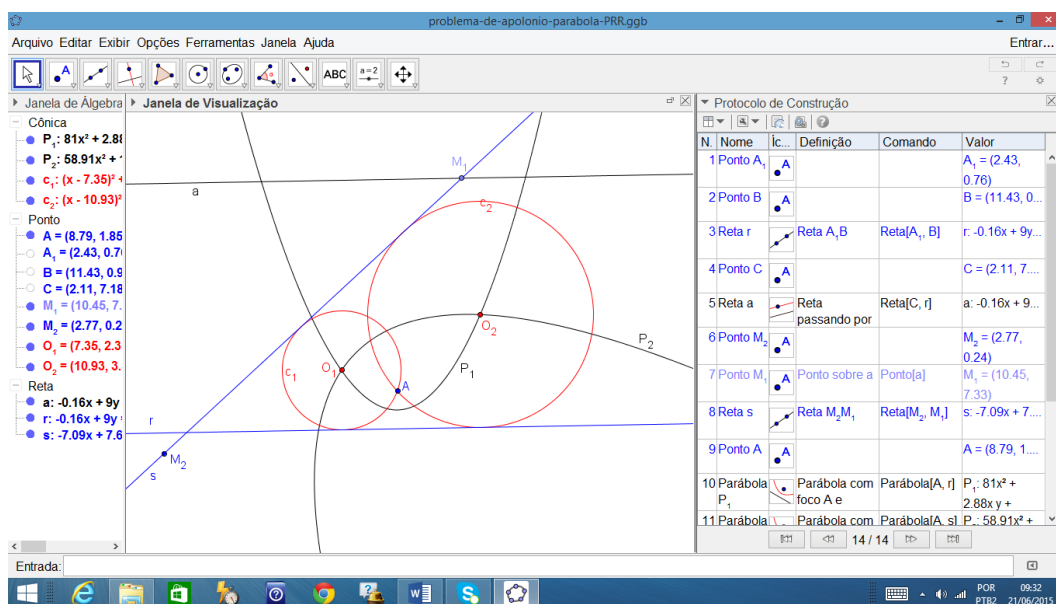 problema-de-apolonio-parabola-PRR.ggb
Arquivo Editar Exibir Opções Ferramentas Janela Ajuda
Entrar...
A
ABC
a=2
Janela de Álgebra
Janela de Visualização
Protocolo de Construção
Cônica
P₁: 81x² + 2.88
P₂: 58.91x² +
c₁: (x - 7.35)² +
c₂: (x - 10.93)²
Ponto
A = (8.79, 1.85
A₁ = (2.43, 0.7
B = (11.43, 0.9
C = (2.11, 7.18
M₁ = (10.45, 7.
M₂ = (2.77, 0.2
O₁ = (7.35, 2.3
O₂ = (10.93, 3.
Reta
a: -0.16x + 9y
r: -0.16x + 9y
s: -7.09x + 7.6
M₁
a
c₂
O₂
P₂
c₁
O₁
P₁
A
r
M₂
s
N. Nome Íc... Definição Comando Valor
1 Ponto A₁ A A₁ = (2.43,
0.76)
2 Ponto B A B = (11.43, 0...
3 Reta r Reta A₁B Reta[A₁, B] r: -0.16x + 9y...
4 Ponto C A C = (2.11, 7....
5 Reta a Reta Reta[C, r] a: -0.16x + 9...
passando por
6 Ponto M₂ A M₂ = (2.77,
0.24)
7 Ponto M₁ A Ponto sobre a Ponto[a] M₁ = (10.45,
7.33)
8 Reta s Reta M₂M₁ Reta[M₂, M₁] s: -7.09x + 7....
9 Ponto A A A = (8.79, 1....
10 Parábola Parábola com Parábola[A, r] P₁: 81x² +
P₁ foco A e 2.88x y +
11 Parábola Parábola com Parábola[A, s]
14 / 14
Entrada:
POR 09:32
PTB2 21/06/2015